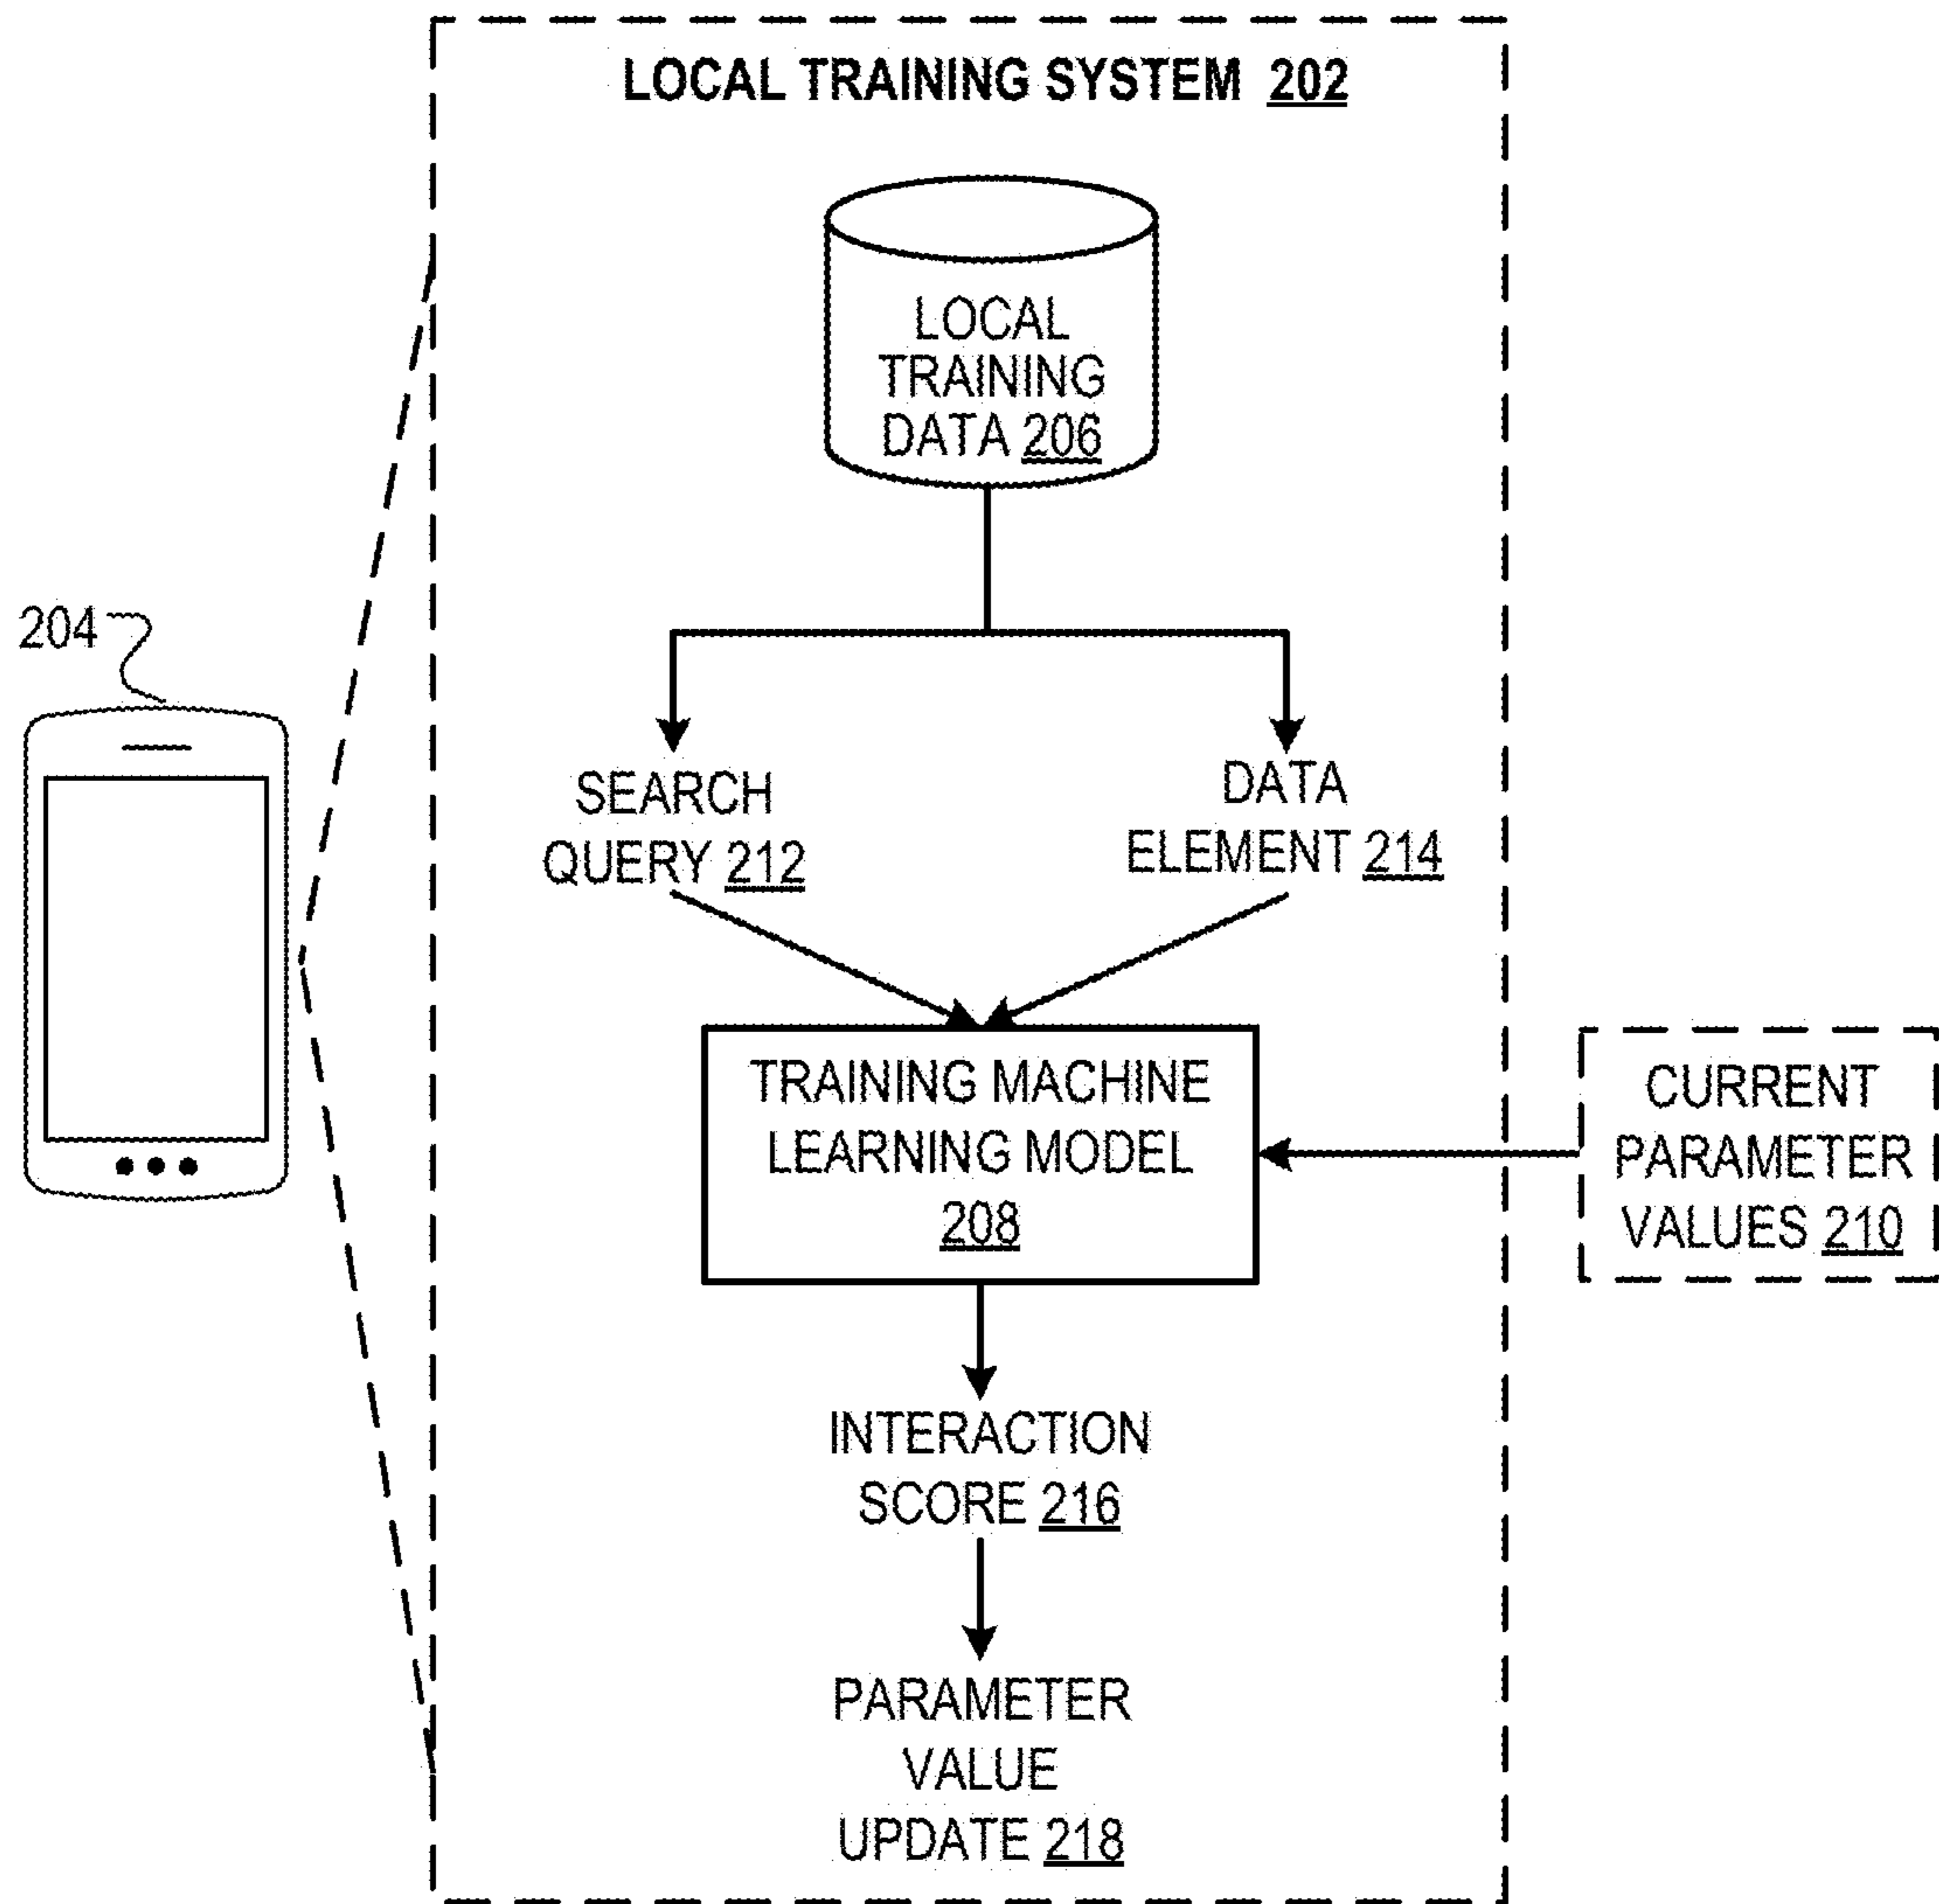 LOCAL TRAINING SYSTEM 202
LOCAL
TRAINING
DATA 206
204
SEARCH
QUERY 212
DATA
ELEMENT 214
TRAINING MACHINE
LEARNING MODEL
208
CURRENT
PARAMETER
VALUES 210
INTERACTION
SCORE 216
PARAMETER
VALUE
UPDATE 218